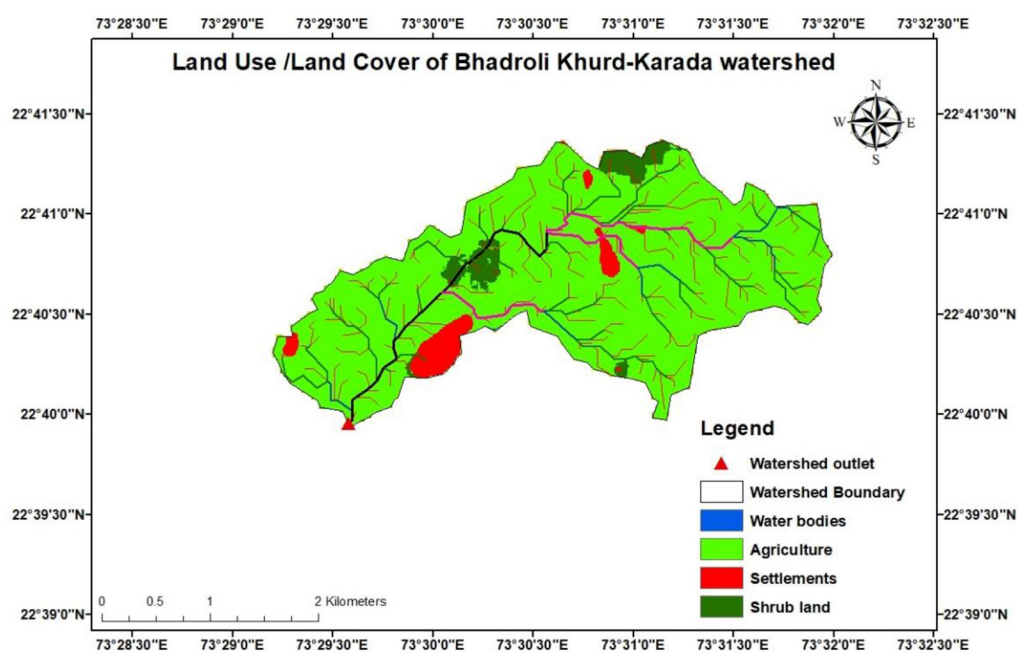 73°28'30"E 73°29'0"E 73°29'30"E 73°30'0"E 73°30'30"E 73°31'0"E 73°31'30"E 73°32'0"E 73°32'30"E
Land Use /Land Cover of Bhadroli Khurd-Karada watershed
N
W E
S
22°41'30"N 22°41'30"N
22°41'0"N 22°41'0"N
22°40'30"N 22°40'30"N
22°40'0"N 22°40'0"N
Legend
Watershed outlet
Watershed Boundary
22°39'30"N 22°39'30"N
Water bodies
Agriculture
Settlements
0 0.5 1 2 Kilometers
Shrub land
22°39'0"N 22°39'0"N
73°28'30"E 73°29'0"E 73°29'30"E 73°30'0"E 73°30'30"E 73°31'0"E 73°31'30"E 73°32'0"E 73°32'30"E